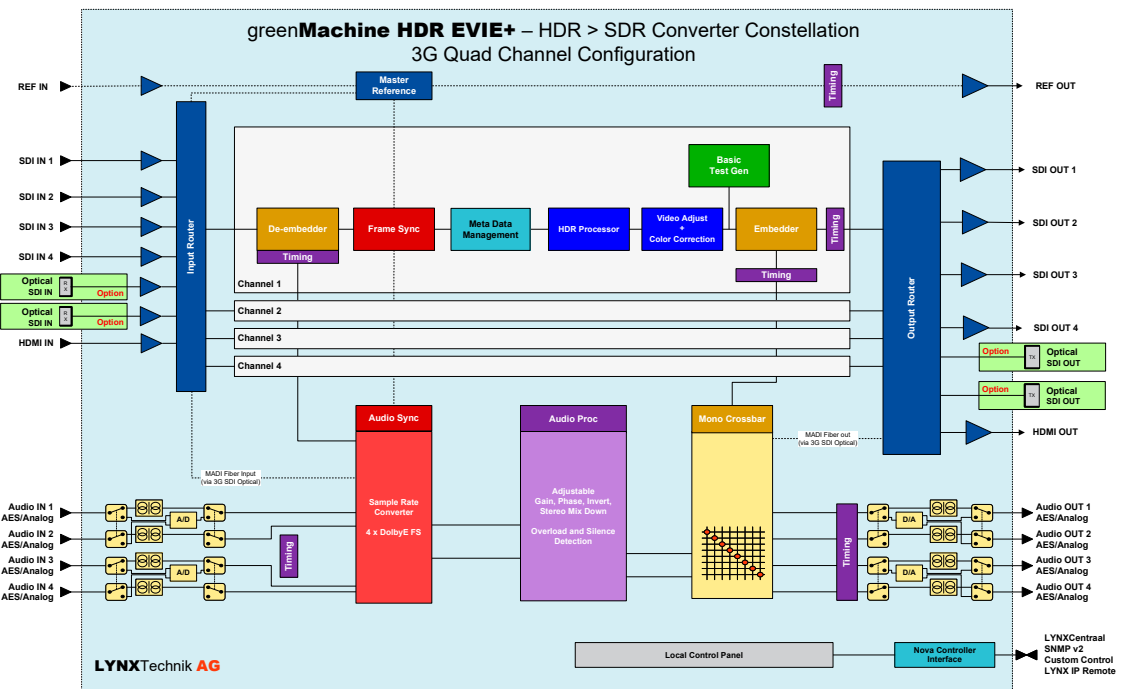 greenMachine HDR EVIE+ – HDR > SDR Converter Constellation
3G Quad Channel Configuration
REF IN
Master
Reference
Timing
REF OUT
SDI IN 1
SDI IN 2
SDI IN 3
SDI IN 4
Optical
SDI IN
RX
Option
Optical
SDI IN
RX
Option
HDMI IN
Input Router
Basic
Test Gen
De-embedder
Timing
Frame Sync
Meta Data
Management
HDR Processor
Video Adjust
+
Color Correction
Embedder
Timing
Timing
Channel 1
Channel 2
Channel 3
Channel 4
Output Router
SDI OUT 1
SDI OUT 2
SDI OUT 3
SDI OUT 4
Option
TX
Optical
SDI OUT
Option
TX
Optical
SDI OUT
HDMI OUT
Audio Sync
Sample Rate
Converter
4 x DolbyE FS
Audio Proc
Adjustable
Gain, Phase, Invert,
Stereo Mix Down
Overload and Silence
Detection
Mono Crossbar
MADI Fiber Input
(via 3G SDI Optical)
MADI Fiber out
(via 3G SDI Optical)
Audio IN 1
AES/Analog
Audio IN 2
AES/Analog
Audio IN 3
AES/Analog
Audio IN 4
AES/Analog
A/D
A/D
Timing
Timing
D/A
D/A
Audio OUT 1
AES/Analog
Audio OUT 2
AES/Analog
Audio OUT 3
AES/Analog
Audio OUT 4
AES/Analog
LYNXTechnik AG
Local Control Panel
Nova Controller
Interface
LYNXCentraal
SNMP v2
Custom Control
LYNX IP Remote